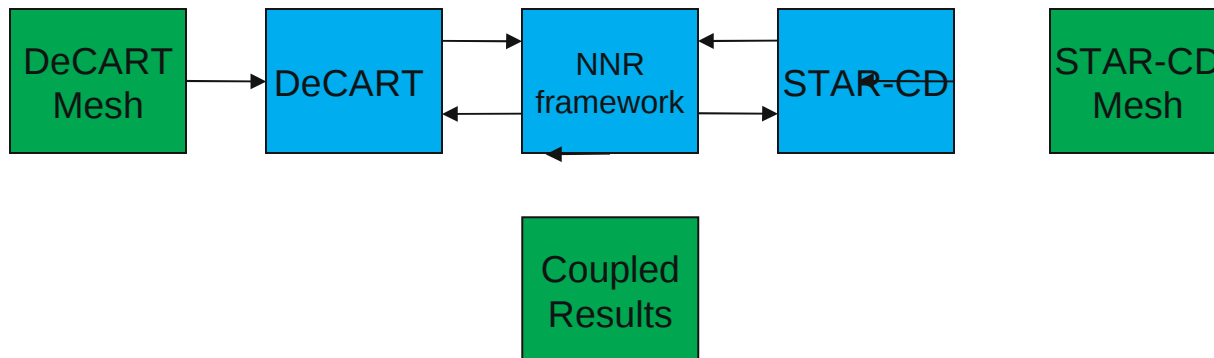 DeCART
Mesh
DeCART
NNR
framework
STAR-CD
STAR-CD
Mesh
Coupled
Results